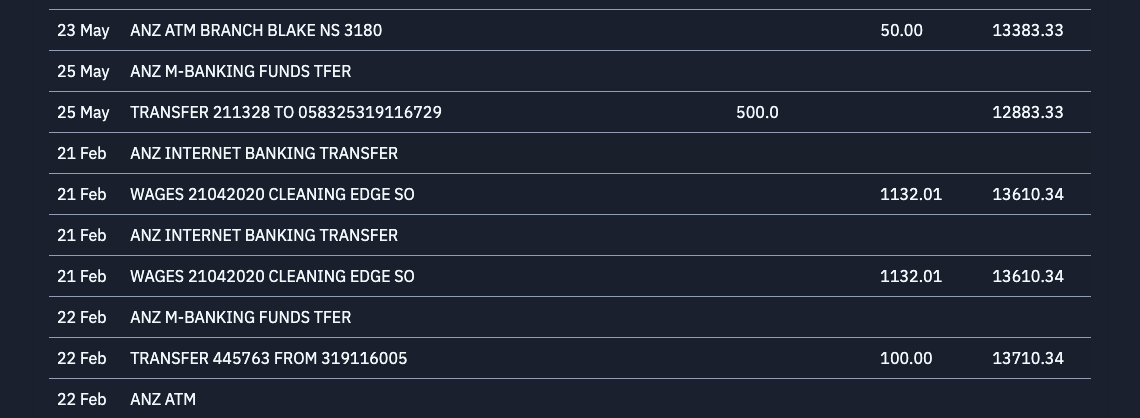 23 May ANZ ATM BRANCH BLAKE NS 3180 50.00 13383.33
25 May ANZ M-BANKING FUNDS TFER
25 May TRANSFER 211328 TO 058325319116729 500.0 12883.33
21 Feb ANZ INTERNET BANKING TRANSFER
21 Feb WAGES 21042020 CLEANING EDGE SO 1132.01 13610.34
21 Feb ANZ INTERNET BANKING TRANSFER
21 Feb WAGES 21042020 CLEANING EDGE SO 1132.01 13610.34
22 Feb ANZ M-BANKING FUNDS TFER
22 Feb TRANSFER 445763 FROM 319116005 100.00 13710.34
22 Feb ANZ ATM